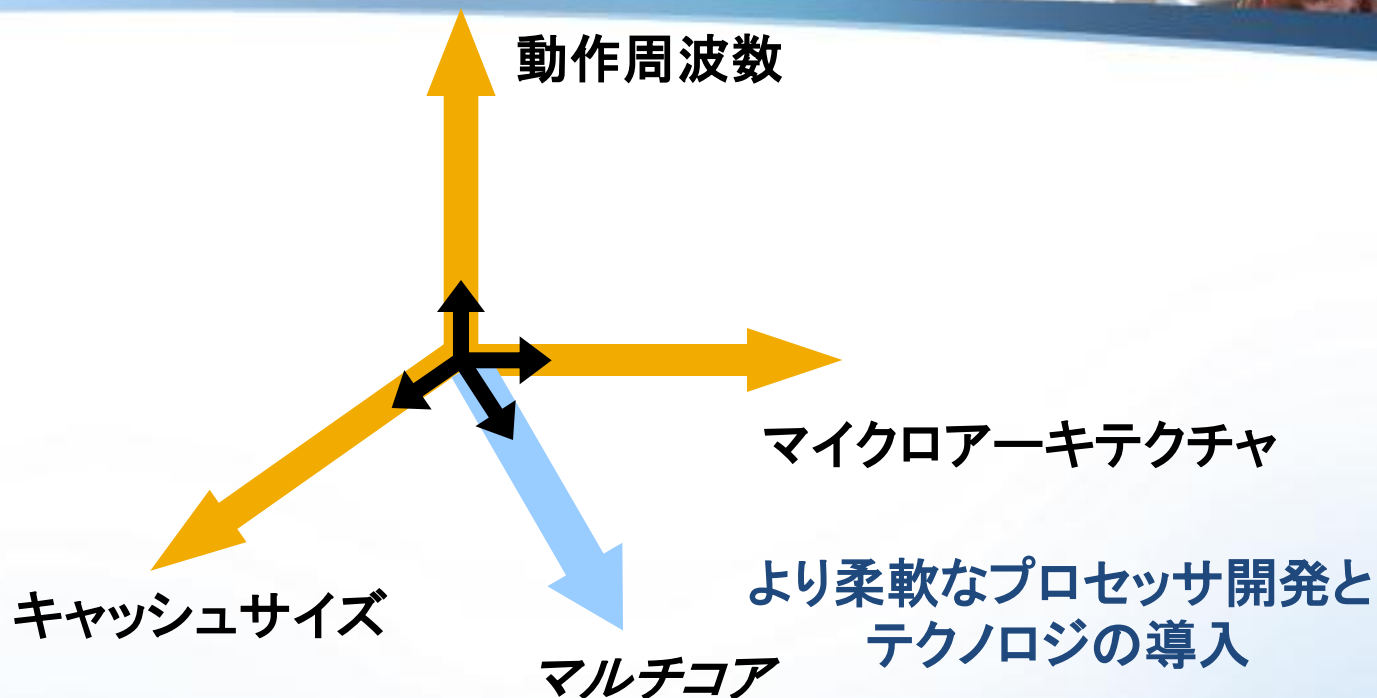 動作周波数
マイクロアーキテクチャ
キャッシュサイズ
マルチコア
より柔軟なプロセッサ開発と
テクノロジの導入